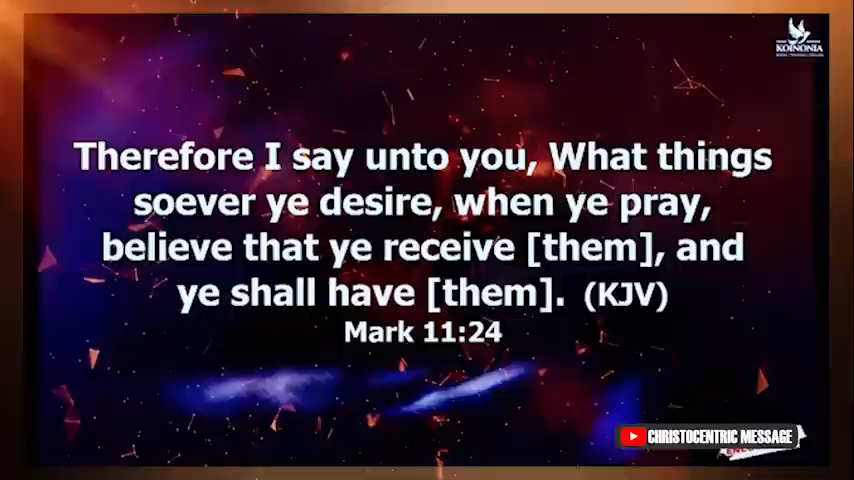 KOINONIA
Therefore I say unto you, What things
soever ye desire, when ye pray,
believe that ye receive [them], and
ye shall have [them]. (KJV)
Mark 11:24
CHRISTOCENTRIC MESSAGE